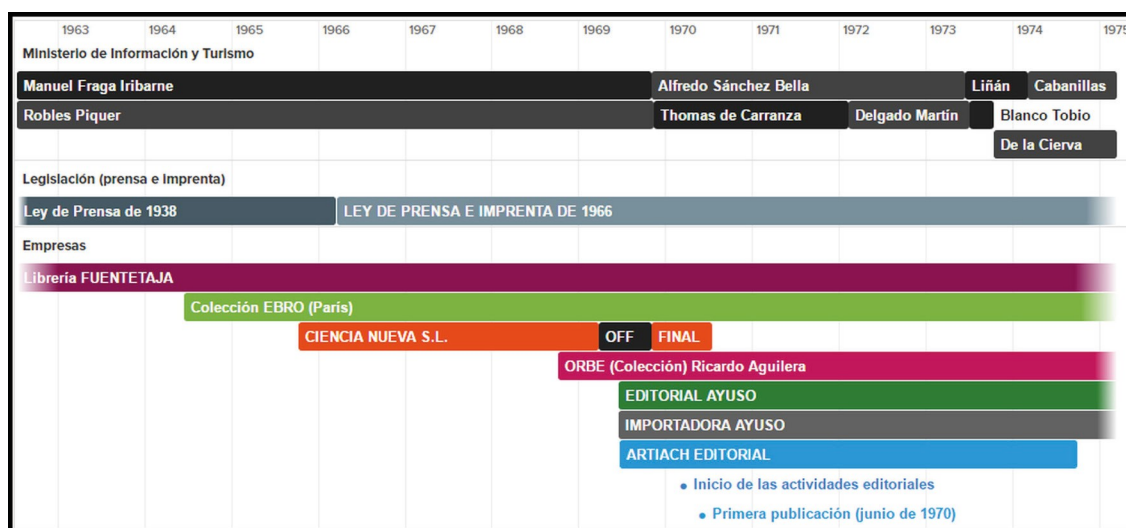 1963 1964 1965 1966 1967 1968 1969 1970 1971 1972 1973 1974 1975
Ministerio de Información y Turismo
Manuel Fraga Iribarne Alfredo Sánchez Bella Liñán Cabanillas
Robles Piquer Thomas de Carranza Delgado Martín Blanco Tobio
De la Cierva
Legislación (prensa e imprenta)
Ley de Prensa de 1938 LEY DE PRENSA E IMPRENTA DE 1966
Empresas
Librería FUENTETAJA
Colección EBRO (París)
CIENCIA NUEVA S.L. OFF FINAL
ORBE (Colección) Ricardo Aguilera
EDITORIAL AYUSO
IMPORTADORA AYUSO
ARTIACH EDITORIAL
Inicio de las actividades editoriales
Primera publicación (junio de 1970)